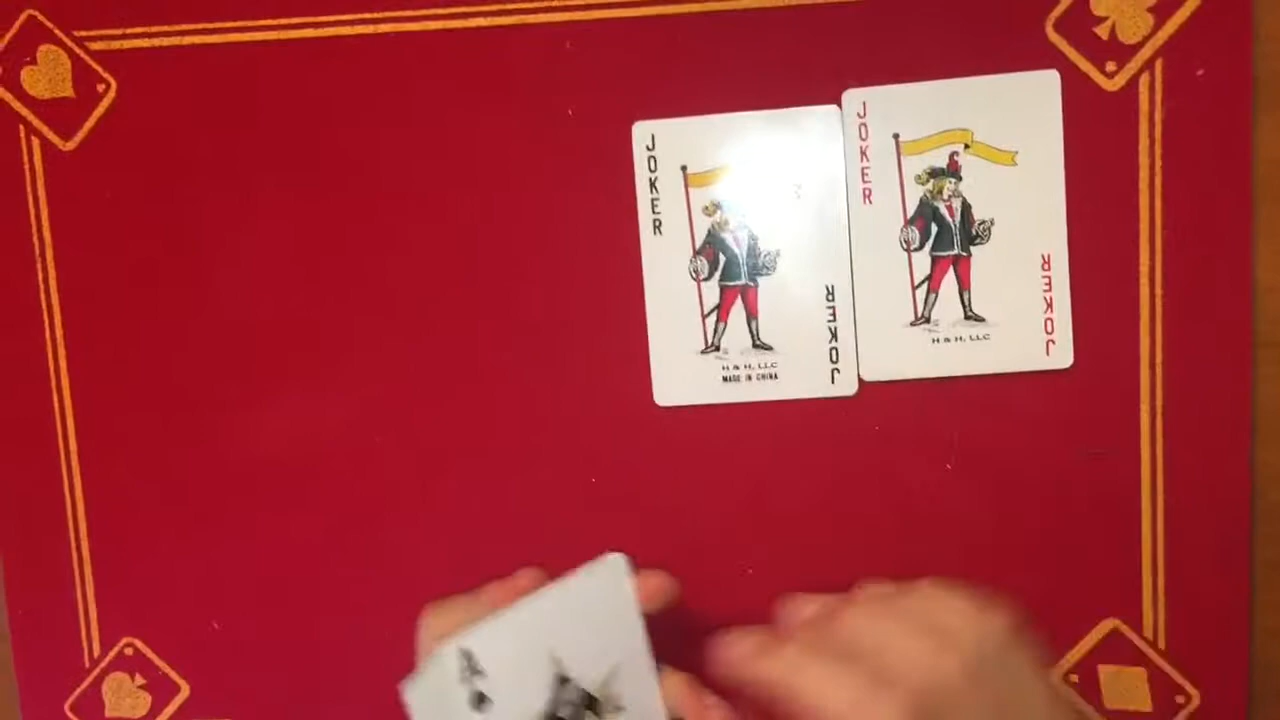 JOKER
H & H, LLC
MADE IN CHINA
JOKER
JOKER
H & H, LLC
JOKER
A